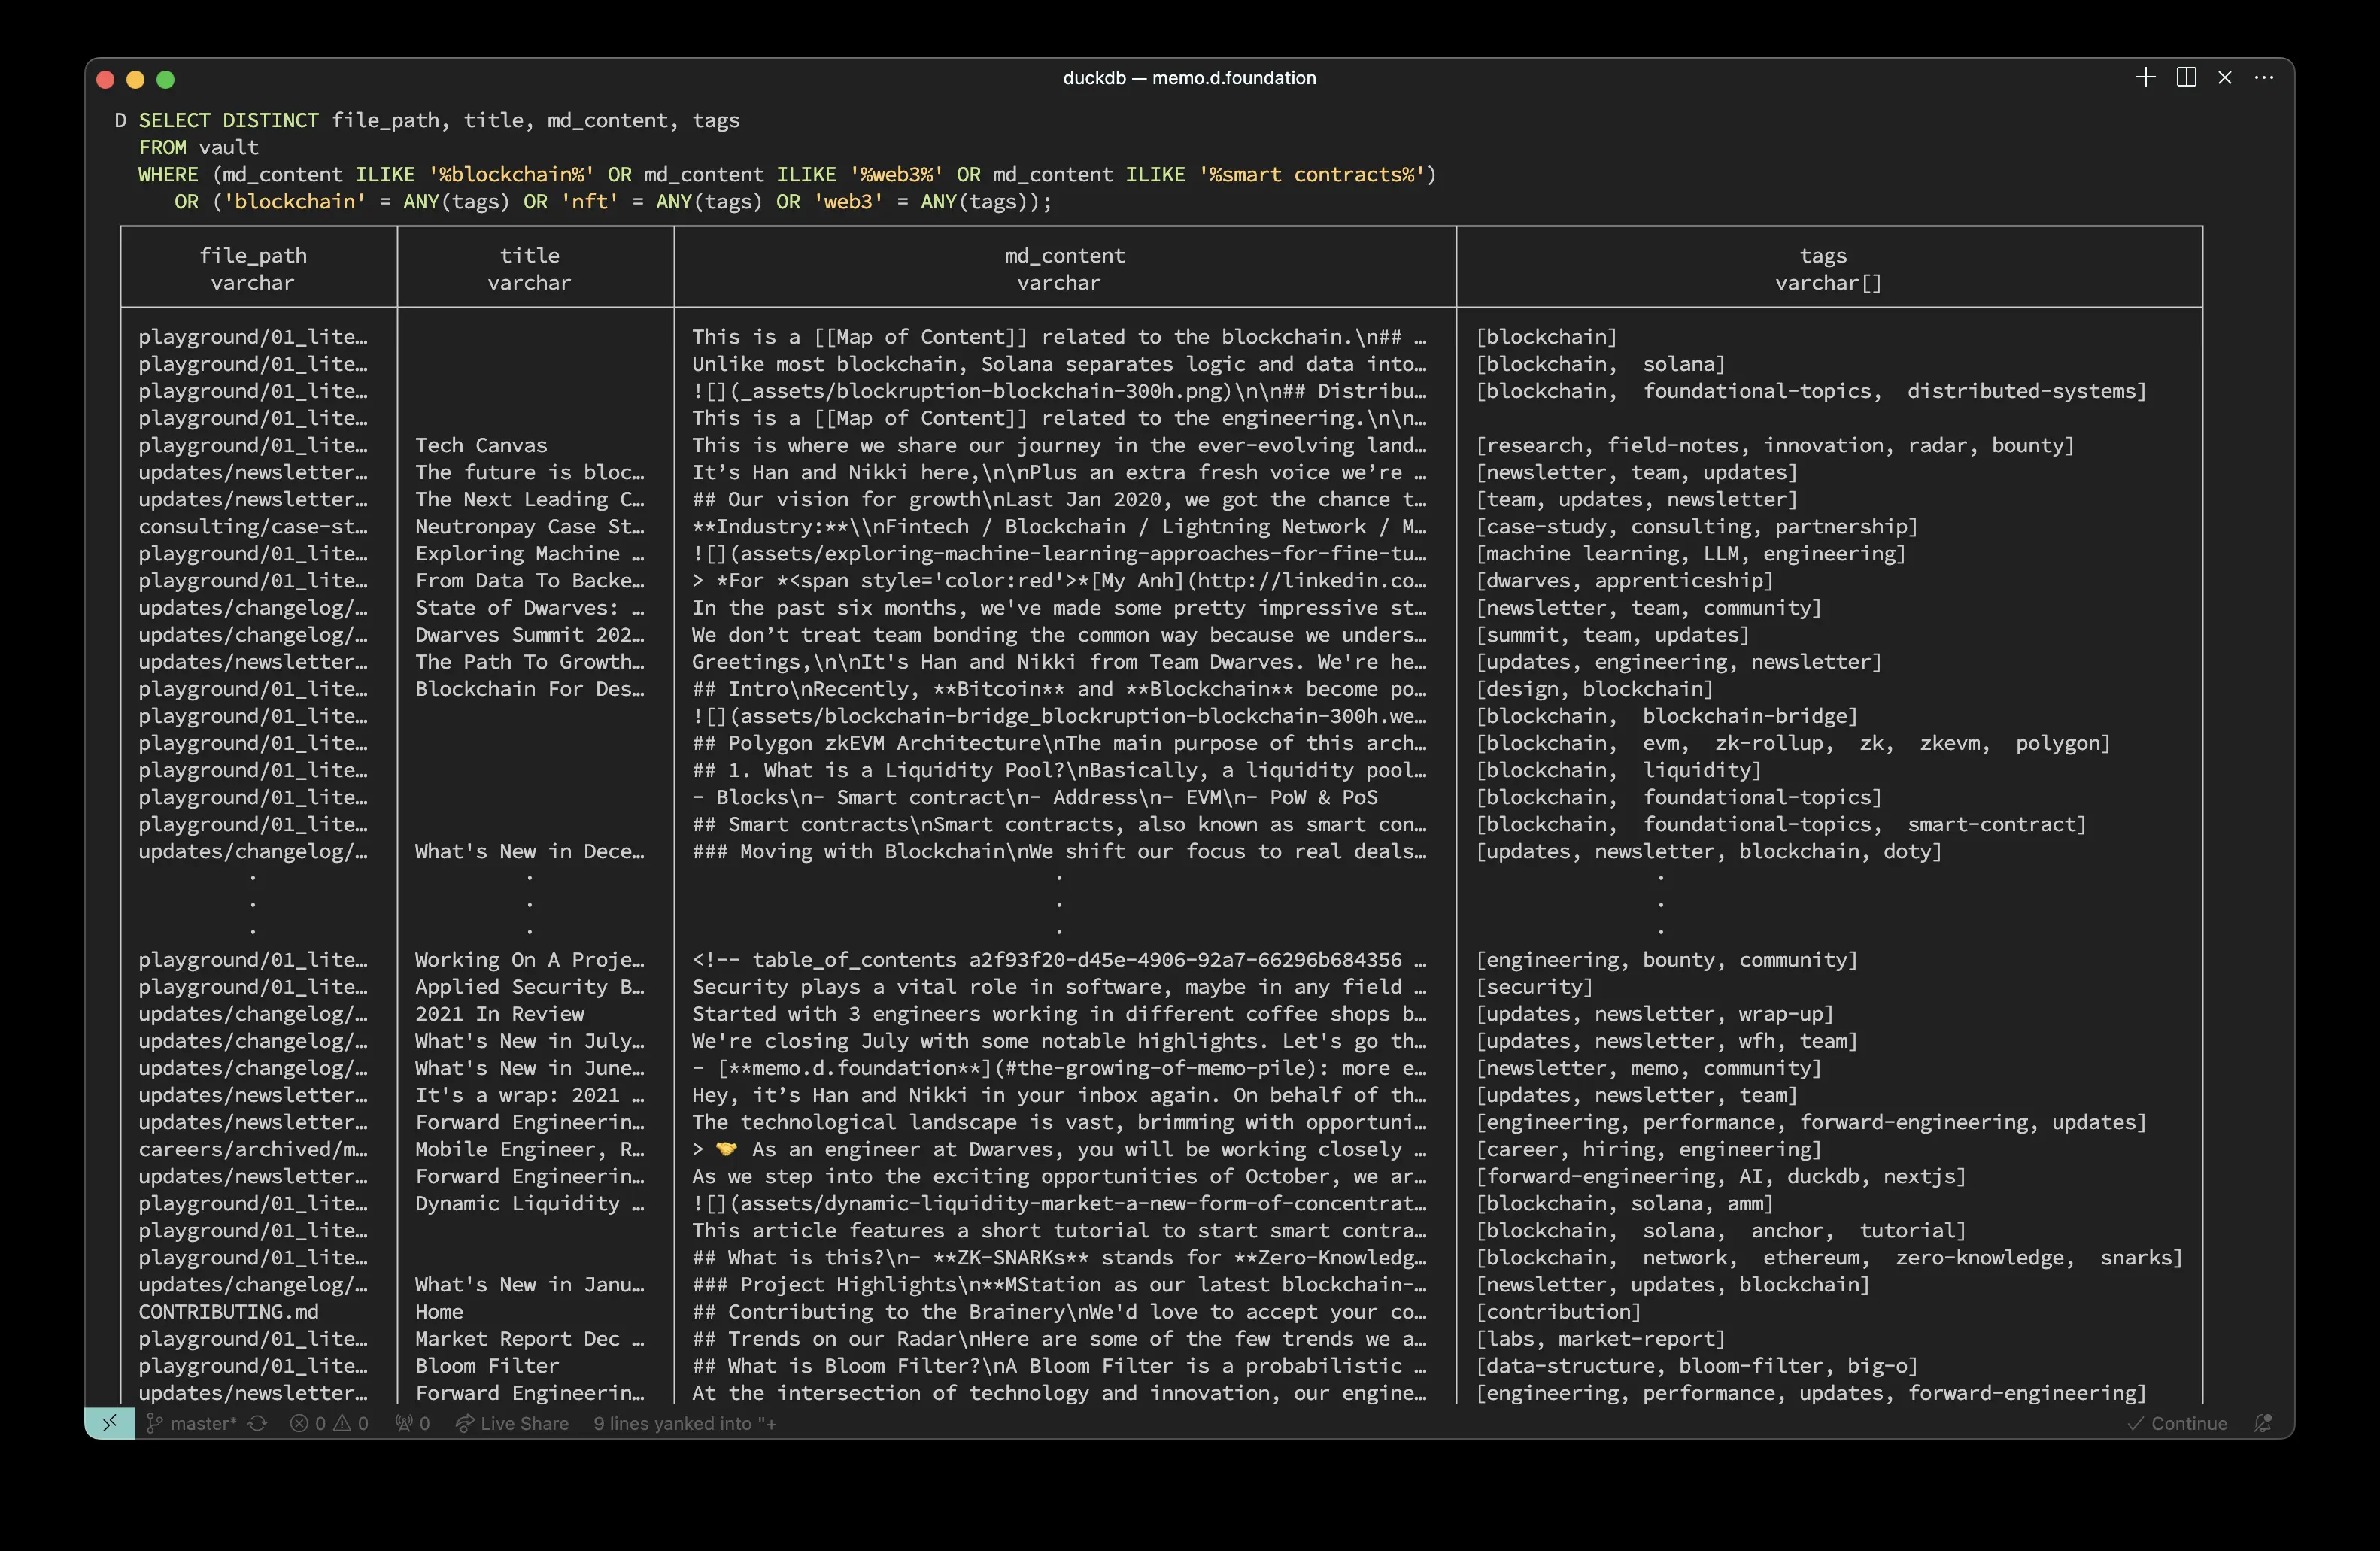 duckdb — memo.d.foundation
D SELECT DISTINCT file_path, title, md_content, tags
FROM vault
WHERE (md_content ILIKE '%blockchain%' OR md_content ILIKE '%web3%' OR md_content ILIKE '%smart contracts%')
OR ('blockchain' = ANY(tags) OR 'nft' = ANY(tags) OR 'web3' = ANY(tags));
file_path title md_content tags
varchar varchar varchar varchar[]
playground/01_lite… This is a [[Map of Content]] related to the blockchain.\n## … [blockchain]
playground/01_lite… Unlike most blockchain, Solana separates logic and data into… [blockchain,  solana]
playground/01_lite… ![](_assets/blockruption-blockchain-300h.png)\n\n## Distribu… [blockchain,  foundational-topics,  distributed-systems]
playground/01_lite… This is a [[Map of Content]] related to the engineering.\n\n…
playground/01_lite… Tech Canvas This is where we share our journey in the ever-evolving land… [research, field-notes, innovation, radar, bounty]
updates/newsletter… The future is bloc… It’s Han and Nikki here,\n\nPlus an extra fresh voice we’re … [newsletter, team, updates]
updates/newsletter… The Next Leading C… ## Our vision for growth\nLast Jan 2020, we got the chance t… [team, updates, newsletter]
consulting/case-st… Neutronpay Case St… **Industry:**\\nFintech / Blockchain / Lightning Network / M… [case-study, consulting, partnership]
playground/01_lite… Exploring Machine … ![](assets/exploring-machine-learning-approaches-for-fine-tu… [machine learning, LLM, engineering]
playground/01_lite… From Data To Backe… > *For *<span style='color:red'>*[My Anh](http://linkedin.co… [dwarves, apprenticeship]
updates/changelog/… State of Dwarves: … In the past six months, we've made some pretty impressive st… [newsletter, team, community]
updates/changelog/… Dwarves Summit 202… We don’t treat team bonding the common way because we unders… [summit, team, updates]
updates/newsletter… The Path To Growth… Greetings,\n\nIt's Han and Nikki from Team Dwarves. We're he… [updates, engineering, newsletter]
playground/01_lite… Blockchain For Des… ## Intro\nRecently, **Bitcoin** and **Blockchain** become po… [design, blockchain]
playground/01_lite… ![](assets/blockchain-bridge_blockruption-blockchain-300h.we… [blockchain,  blockchain-bridge]
playground/01_lite… ## Polygon zkEVM Architecture\nThe main purpose of this arch… [blockchain,  evm,  zk-rollup,  zk,  zkevm,  polygon]
playground/01_lite… ## 1. What is a Liquidity Pool?\nBasically, a liquidity pool… [blockchain,  liquidity]
playground/01_lite… - Blocks\n- Smart contract\n- Address\n- EVM\n- PoW & PoS [blockchain,  foundational-topics]
playground/01_lite… ## Smart contracts\nSmart contracts, also known as smart con… [blockchain,  foundational-topics,  smart-contract]
updates/changelog/… What's New in Dece… ### Moving with Blockchain\nWe shift our focus to real deals… [updates, newsletter, blockchain, doty]
· · · ·
· · · ·
· · · ·
playground/01_lite… Working On A Proje… <!-- table_of_contents a2f93f20-d45e-4906-92a7-66296b684356 … [engineering, bounty, community]
playground/01_lite… Applied Security B… Security plays a vital role in software, maybe in any field … [security]
updates/changelog/… 2021 In Review Started with 3 engineers working in different coffee shops b… [updates, newsletter, wrap-up]
updates/changelog/… What's New in July… We're closing July with some notable highlights. Let's go th… [updates, newsletter, wfh, team]
updates/changelog/… What's New in June… - [**memo.d.foundation**](#the-growing-of-memo-pile): more e… [newsletter, memo, community]
updates/newsletter… It's a wrap: 2021 … Hey, it’s Han and Nikki in your inbox again. On behalf of th… [updates, newsletter, team]
updates/newsletter… Forward Engineerin… The technological landscape is vast, brimming with opportuni… [engineering, performance, forward-engineering, updates]
careers/archived/m… Mobile Engineer, R… > 🤝 As an engineer at Dwarves, you will be working closely … [career, hiring, engineering]
updates/newsletter… Forward Engineerin… As we step into the exciting opportunities of October, we ar… [forward-engineering, AI, duckdb, nextjs]
playground/01_lite… Dynamic Liquidity … ![](assets/dynamic-liquidity-market-a-new-form-of-concentrat… [blockchain, solana, amm]
playground/01_lite… This article features a short tutorial to start smart contra… [blockchain,  solana,  anchor,  tutorial]
playground/01_lite… ## What is this?\n- **ZK-SNARKs** stands for **Zero-Knowledg… [blockchain,  network,  ethereum,  zero-knowledge,  snarks]
updates/changelog/… What's New in Janu… ### Project Highlights\n**MStation as our latest blockchain-… [newsletter, updates, blockchain]
CONTRIBUTING.md Home ## Contributing to the Brainery\nWe'd love to accept your co… [contribution]
playground/01_lite… Market Report Dec … ## Trends on our Radar\nHere are some of the few trends we a… [labs, market-report]
playground/01_lite… Bloom Filter ## What is Bloom Filter?\nA Bloom Filter is a probabilistic … [data-structure, bloom-filter, big-o]
updates/newsletter… Forward Engineerin… At the intersection of technology and innovation, our engine… [engineering, performance, updates, forward-engineering]
master* 0 0 0 Live Share 9 lines yanked into "+ Continue